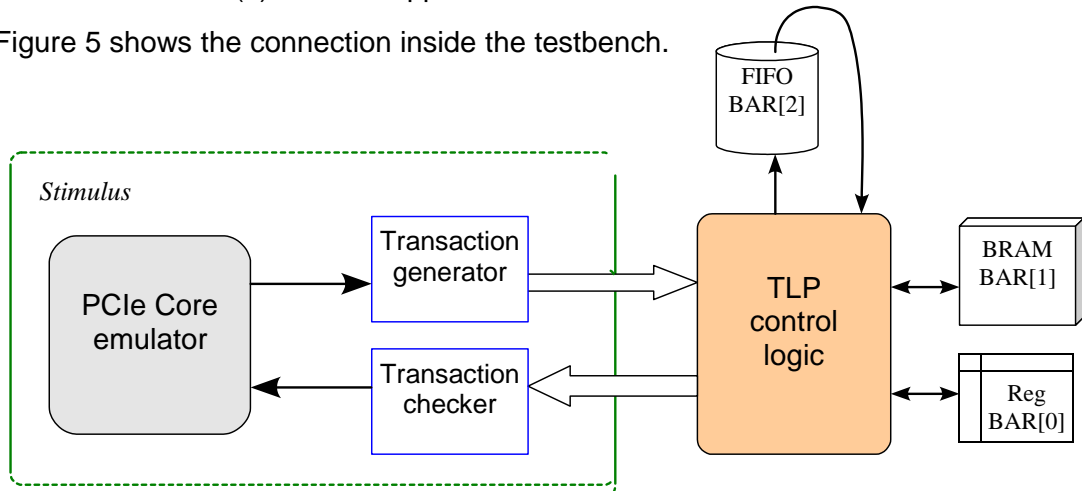 Figure 5 shows the connection inside the testbench.
FIFO
BAR[2]
Stimulus
PCIe Core
emulator
Transaction
generator
Transaction
checker
TLP
control
logic
BRAM
BAR[1]
Reg
BAR[0]